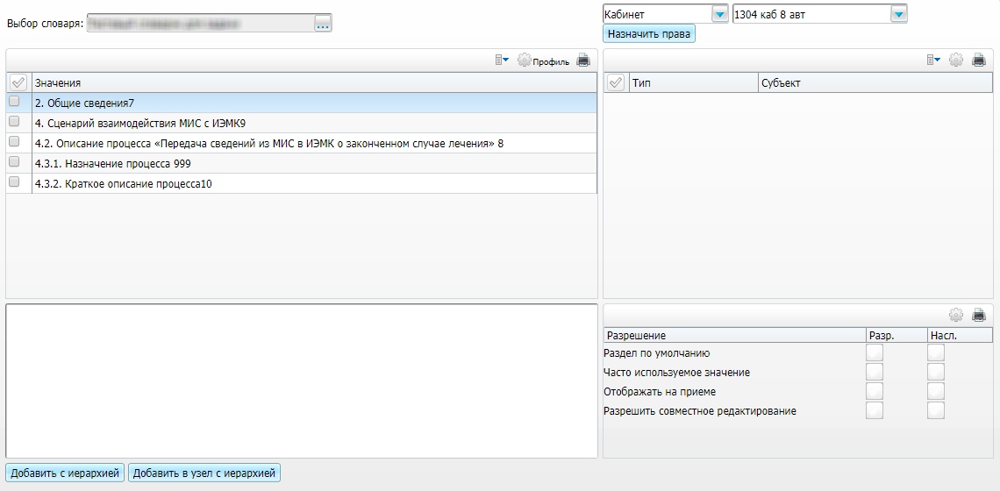 Выбор словаря:
...
Кабинет
1304 каб 8 авт
Назначить права
Профиль
Значения
2. Общие сведения7
4. Сценарий взаимодействия МИС с ИЭМК9
4.2. Описание процесса «Передача сведений из МИС в ИЭМК о законченном случае лечения» 8
4.3.1. Назначение процесса 999
4.3.2. Краткое описание процесса10
Тип
Субъект
Разрешение
Разр.
Насл.
Раздел по умолчанию
Часто используемое значение
Отображать на приеме
Разрешить совместное редактирование
Добавить с иерархией
Добавить в узел с иерархией